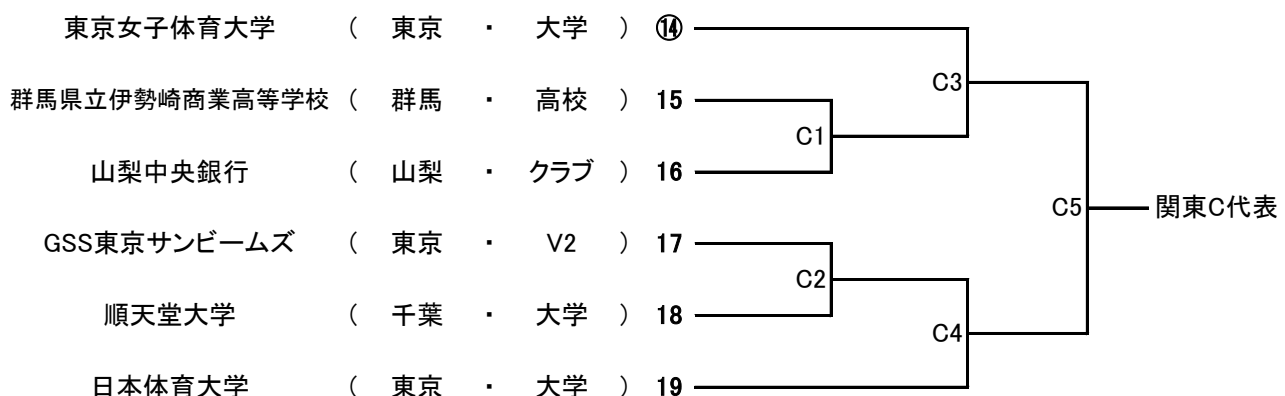 東京女子体育大学 ( 東京 ・ 大学 ) ⑭
C3
群馬県立伊勢崎商業高等学校 ( 群馬 ・ 高校 ) 15
C1
山梨中央銀行 ( 山梨 ・ クラブ ) 16
C5 関東C代表
GSS東京サンビームズ ( 東京 ・ V2 ) 17
C2
順天堂大学 ( 千葉 ・ 大学 ) 18
C4
日本体育大学 ( 東京 ・ 大学 ) 19